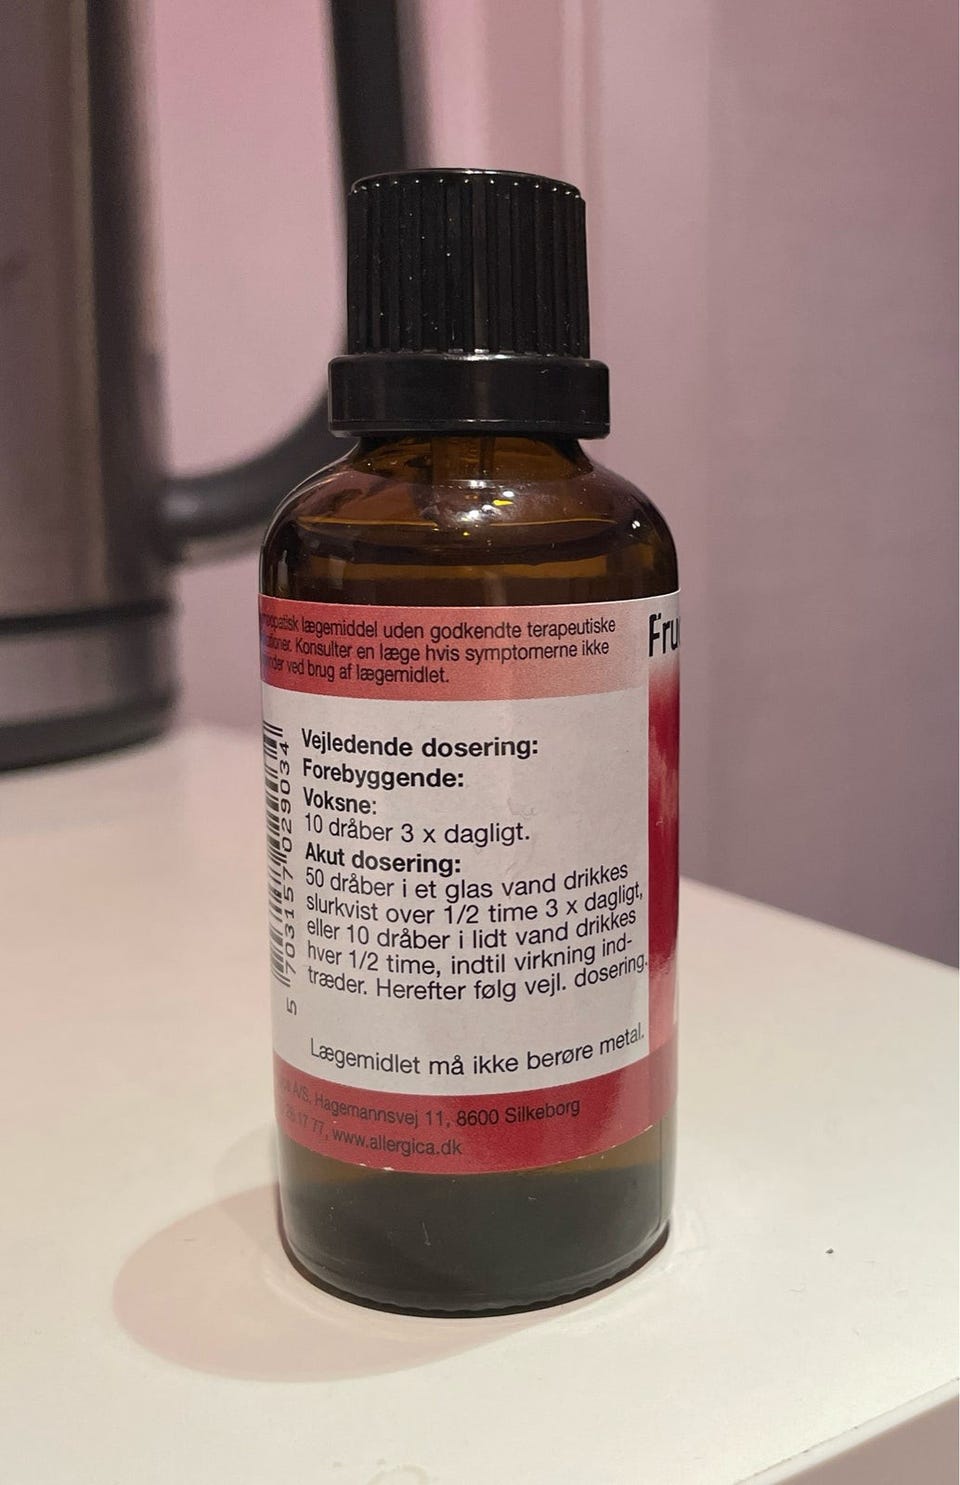 lægemiddel uden godkendte terapeutiske
Konsulter en læge hvis symptomerne ikke
ved brug af lægemidlet.
Fru
Vejledende dosering:
Forebyggende:
Voksne:
10 dråber 3 x dagligt.
Akut dosering:
50 dråber i et glas vand drikkes
slurkvist over 1/2 time 3 x dagligt,
eller 10 dråber i lidt vand drikkes
hver 1/2 time, indtil virkning ind-
træder. Herefter følg vejl. dosering.
Lægemidlet må ikke berøre metal.
5 703157 029034
A/S, Hagemannsvej 11, 8600 Silkeborg
17 77, www.allergica.dk